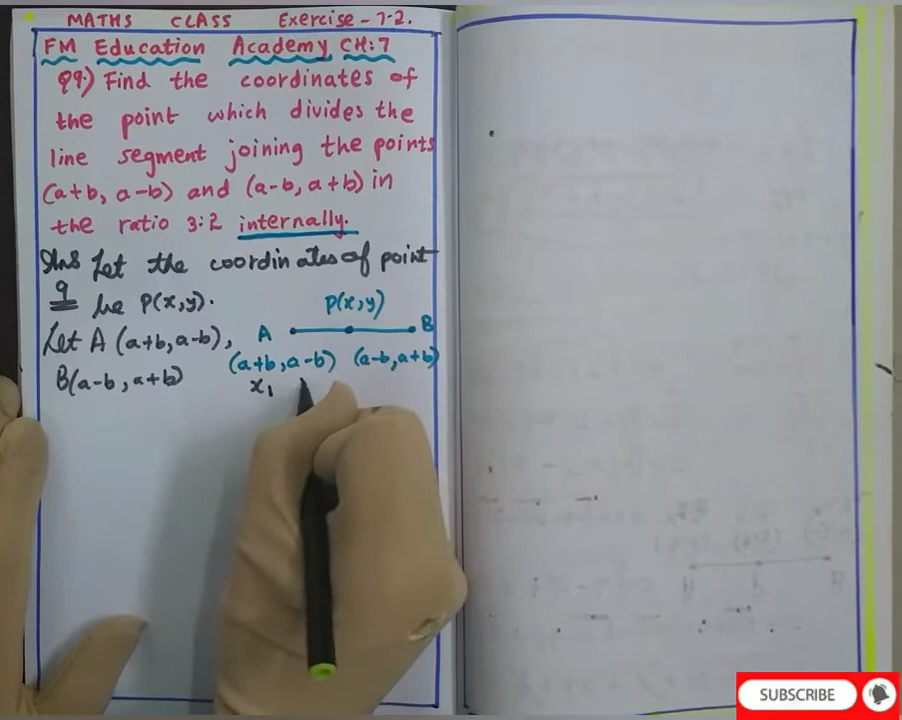 MATHS CLASS Exercise - 7.2.
FM Education Academy CH:7
Q9) Find the coordinates of
the point which divides the
line segment joining the points
(a+b, a-b) and (a-b, a+b) in
the ratio 3:2 internally.
Ans Let the coordinates of point
9 be P(x,y).
P(x,y)
Let A (a+b, a-b),
A B
B(a-b, a+b)
(a+b, a-b) (a-b, a+b)
x1
SUBSCRIBE